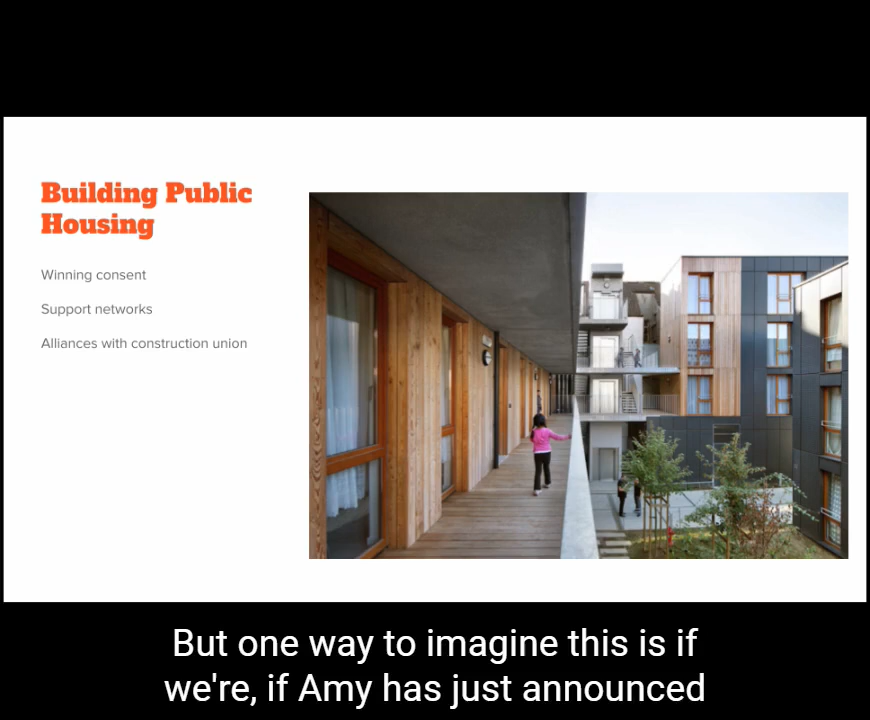 Building Public
Housing
Winning consent
Support networks
Alliances with construction union
But one way to imagine this is if
we're, if Amy has just announced